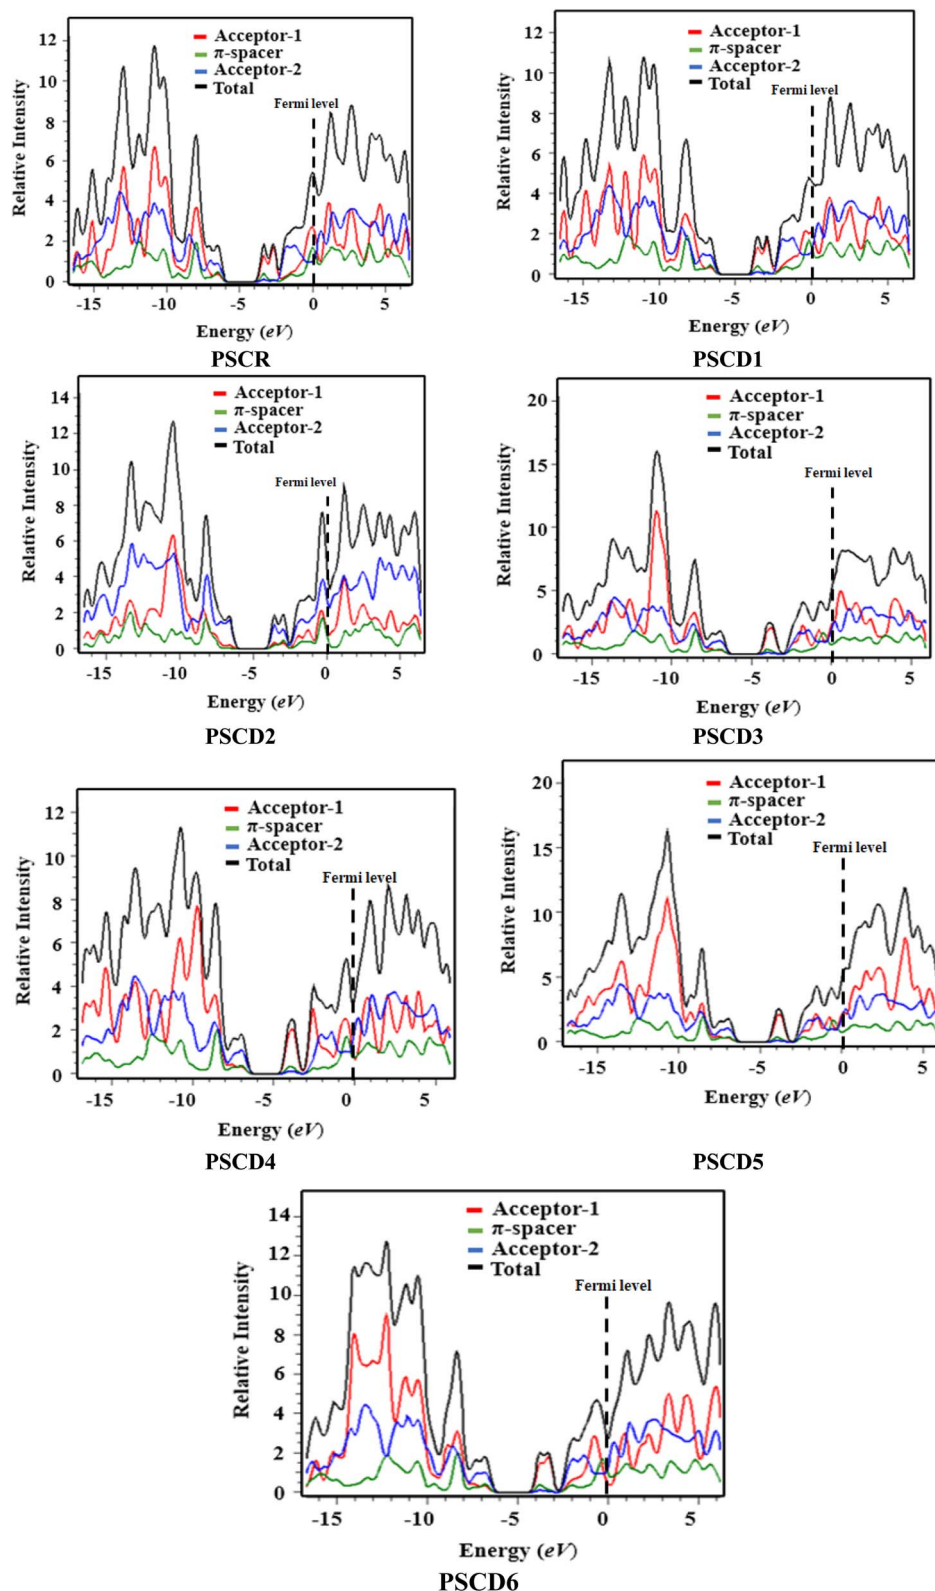 Acceptor-1
π-spacer
Acceptor-2
Total
Fermi level
Relative Intensity
12
10
8
6
4
2
0
-15
-10
-5
0
5
Energy (eV)
PSCR
Acceptor-1
π-spacer
Acceptor-2
Total
Fermi level
Relative Intensity
12
10
8
6
4
2
0
-15
-10
-5
0
5
Energy (eV)
PSCD1
Acceptor-1
π-spacer
Acceptor-2
Total
Fermi level
Relative Intensity
14
12
10
8
6
4
2
0
-15
-10
-5
0
5
Energy (eV)
PSCD2
Acceptor-1
π-spacer
Acceptor-2
Total
Fermi level
Relative Intensity
20
15
10
5
0
-15
-10
-5
0
5
Energy (eV)
PSCD3
Acceptor-1
π-spacer
Acceptor-2
Total
Fermi level
Relative Intensity
12
10
8
6
4
2
0
-15
-10
-5
0
5
Energy (eV)
PSCD4
Acceptor-1
π-spacer
Acceptor-2
Total
Fermi level
Relative Intensity
20
15
10
5
0
-15
-10
-5
0
5
Energy (eV)
PSCD5
Acceptor-1
π-spacer
Acceptor-2
Total
Fermi level
Relative Intensity
14
12
10
8
6
4
2
0
-15
-10
-5
0
5
Energy (eV)
PSCD6